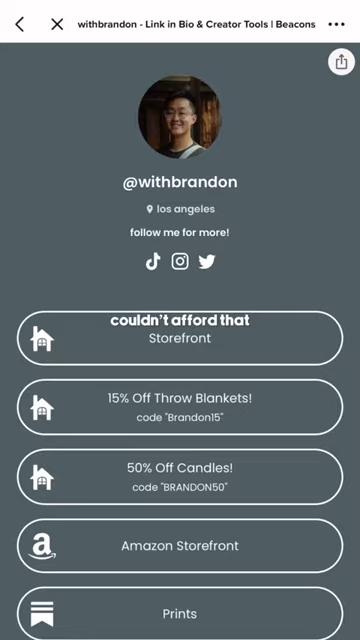 withbrandon - Link in Bio & Creator Tools | Beacons
@withbrandon
los angeles
follow me for more!
couldn't afford that
Storefront
15% Off Throw Blankets!
code "Brandon15"
50% Off Candles!
code "BRANDON50"
Amazon Storefront
Prints